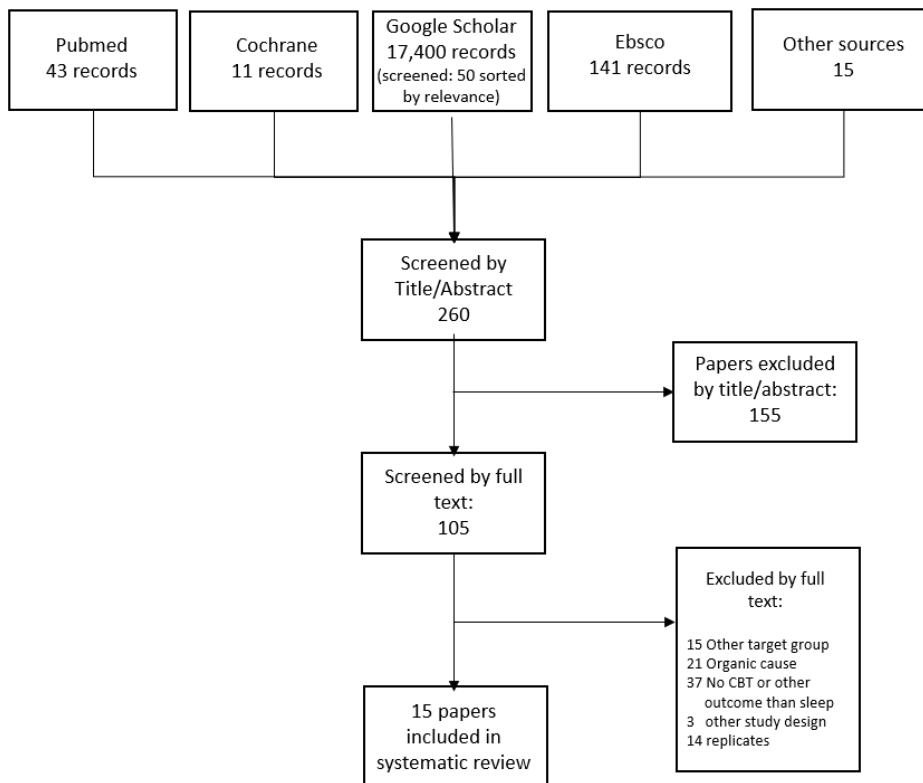 Pubmed
43 records
Cochrane
11 records
Google Scholar
17,400 records
(screened: 50 sorted
by relevance)
Ebsco
141 records
Other sources
15
Screened by
Title/Abstract
260
Papers excluded
by title/abstract:
155
Screened by full
text:
105
Excluded by full
text:
15 Other target group
21 Organic cause
37 No CBT or other
outcome than sleep
3 other study design
14 replicates
15 papers
included in
systematic review